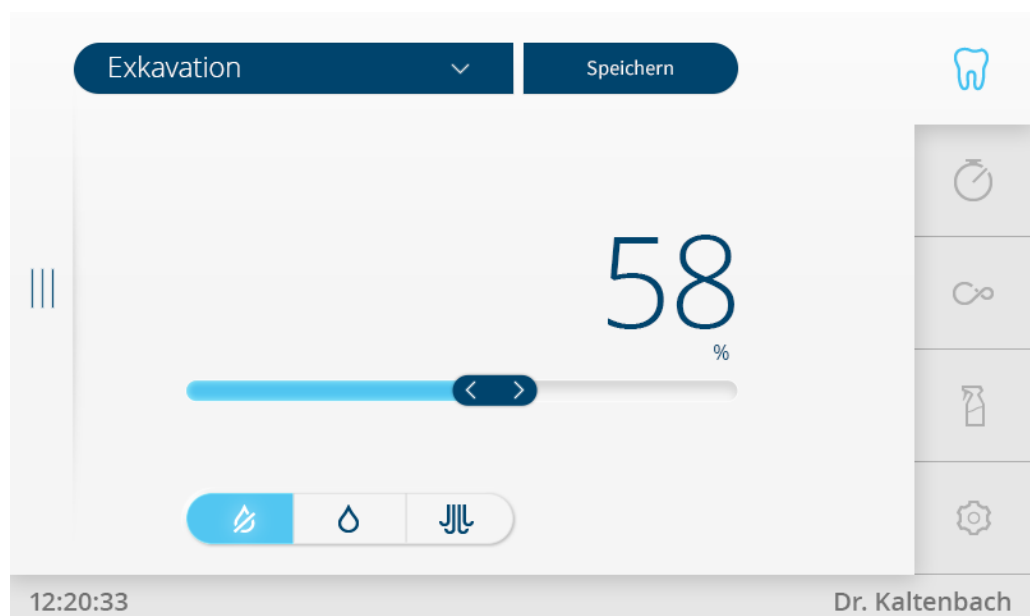 Exkavation
Speichern
58
%
12:20:33
Dr. Kaltenbach